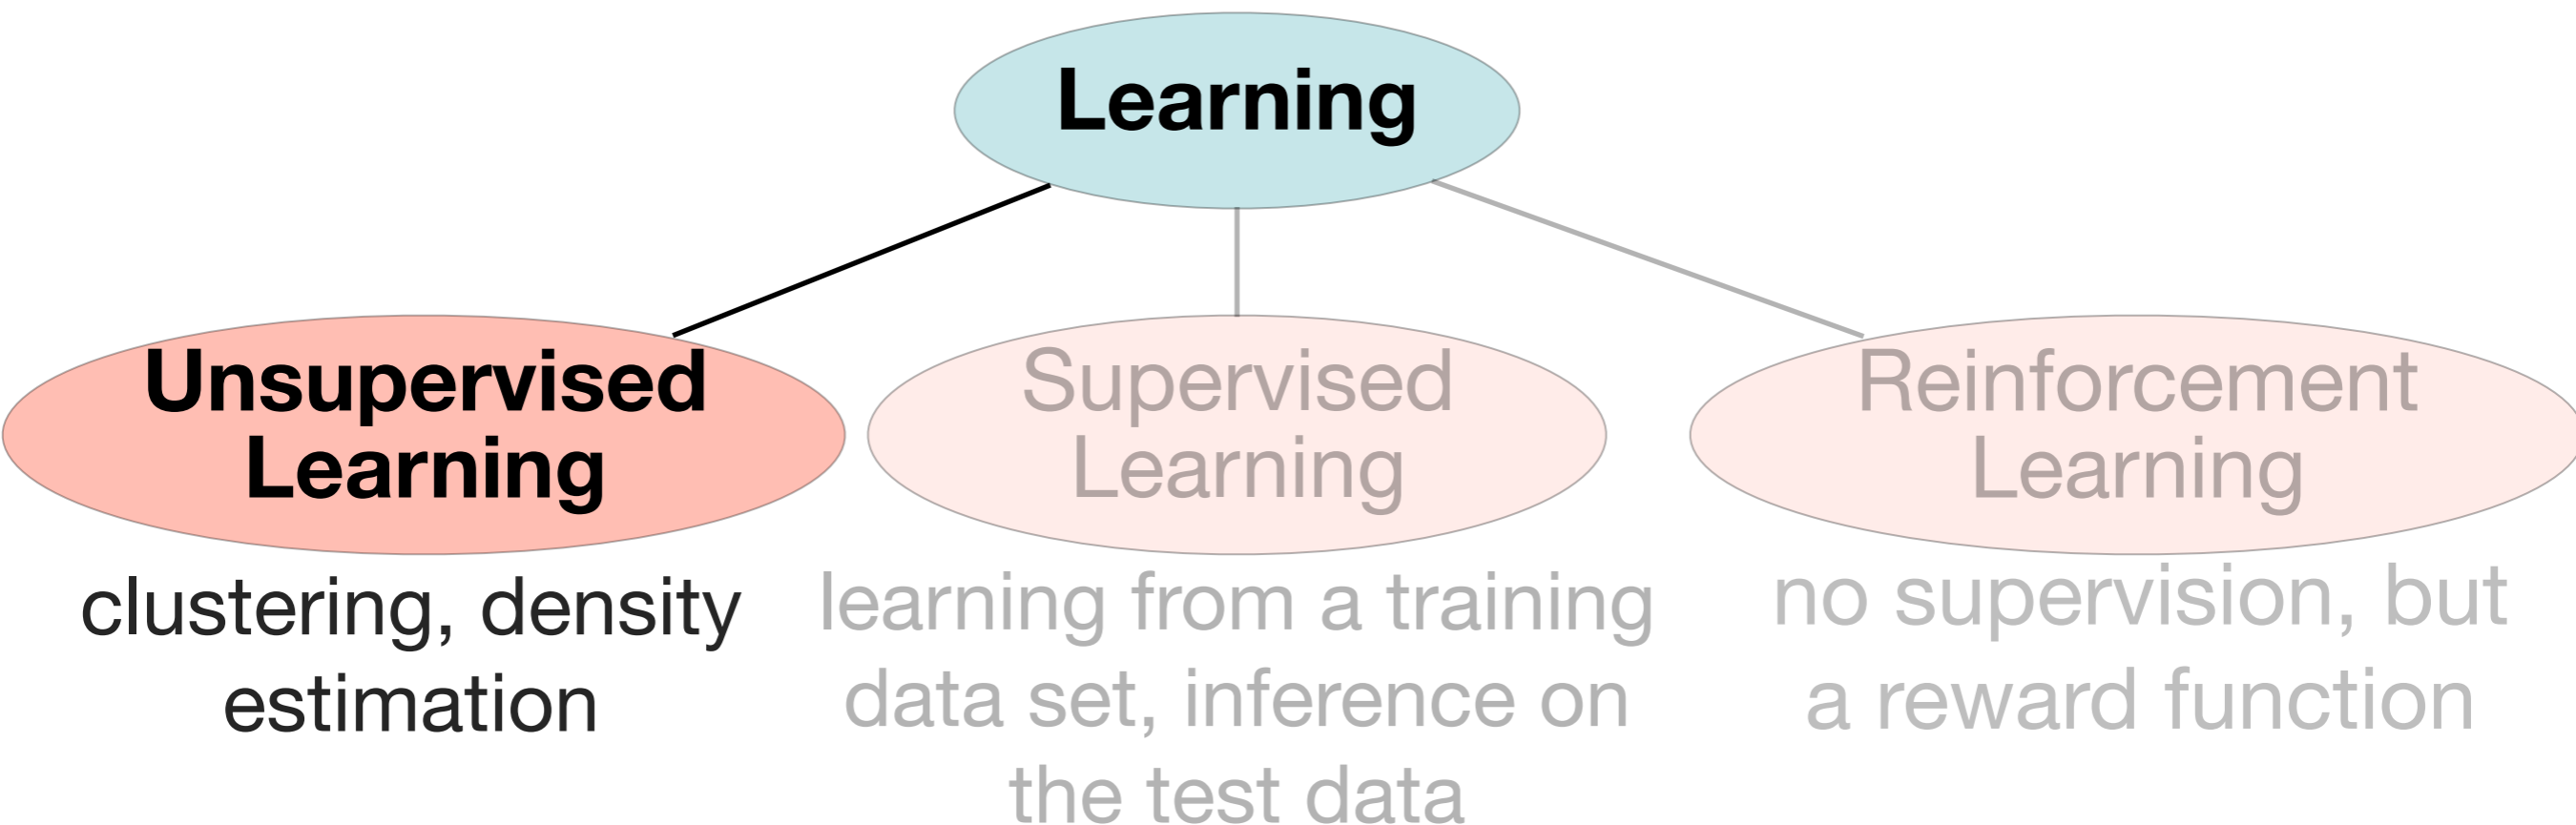 Learning
Unsupervised
Learning
clustering, density
estimation
Supervised
Learning
learning from a training
data set, inference on
the test data
Reinforcement
Learning
no supervision, but
a reward function